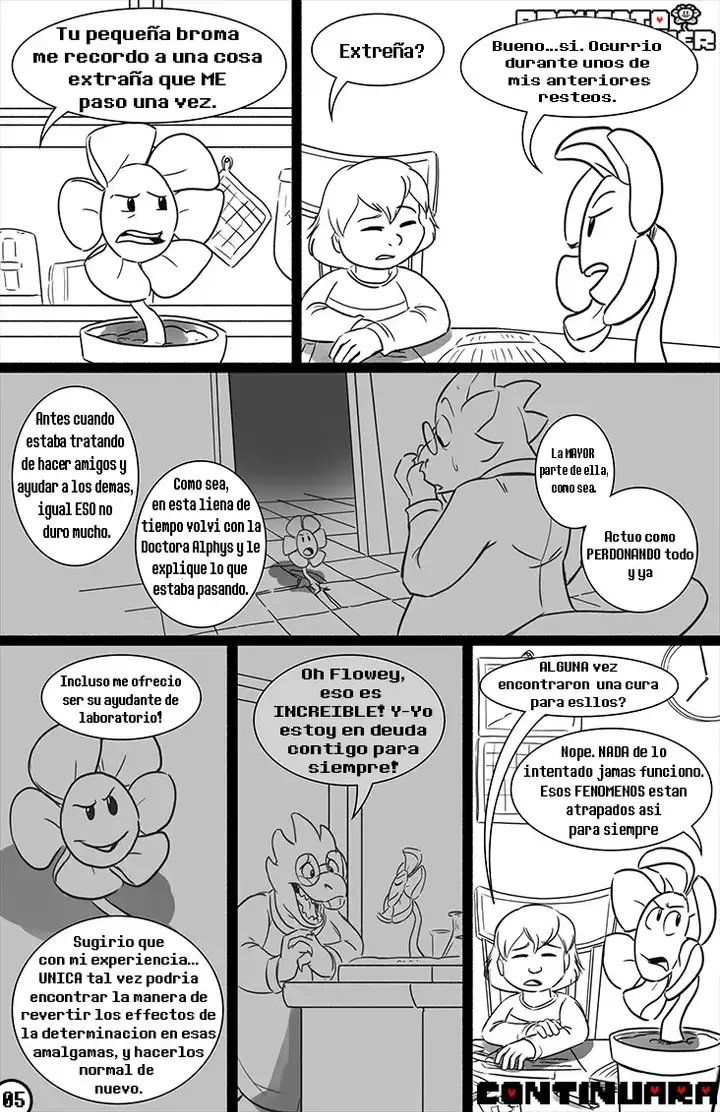 Tu pequeña broma
me recordo a una cosa
extraña que ME
paso una vez.
Extreña?
Bueno...si. Ocurrio
durante unos de
mis anteriores
resteos.
Antes cuando
estaba tratando
de hacer amigos y
ayudar a los demas,
igual ESO no
duro mucho.
Como sea,
en esta liena de
tiempo volvi con la
Doctora Alphys y le
explique lo que
estaba pasando.
La MAYOR
parte de ella,
como sea.
Actuo como
PERDONANDO todo
y ya
Incluso me ofrecio
ser su ayudante de
laboratorio!
Sugirio que
con mi experiencia...
UNICA tal vez podria
encontrar la manera de
revertir los effectos de
la determinacion en esas
amalgamas, y hacerlos
normal de
nuevo.
Oh Flowey,
eso es
INCREIBLE! Y-Yo
estoy en deuda
contigo para
siempre!
ALGUNA vez
encontraron una cura
para esllos?
Nope. NADA de lo
intentado jamas funciono.
Esos FENOMENOS estan
atrapados asi
para siempre
05
CONTINUARA